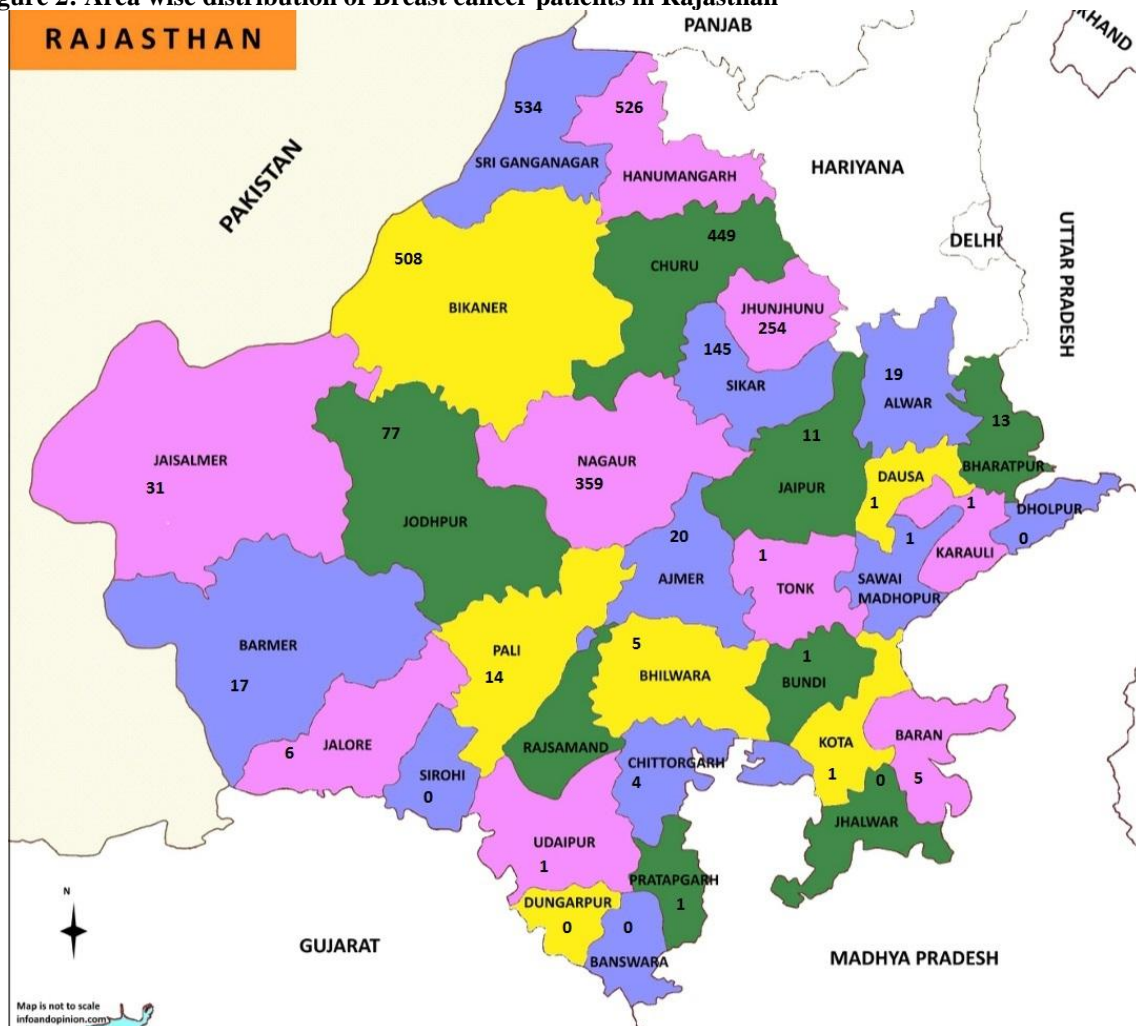 gure 2: Area wise distribution of Breast cancer patients in Rajasthan
RAJASTHAN
PANJAB
KHAND
534
526
SRI GANGANAGAR
HANUMANGARH
HARIYANA
PAKISTAN
UTTAR PRADESH
DELHI
449
CHURU
508
BIKANER
JHUNJHUNU
254
145
SIKAR
19
ALWAR
13
BHARATPUR
77
JODHPUR
11
JAIPUR
NAGAUR
359
JAISALMER
31
DAUSA
1
1
KARAULI
DHOLPUR
0
1
SAWAI
MADHOPUR
20
AJMER
1
TONK
BARMER
17
PALI
14
5
BHILWARA
1
BUNDI
6
JALORE
SIROHI
0
RAJSAMAND
CHITTORGARH
4
KOTA
1
BARAN
5
0
JHALWAR
UDAIPUR
1
PRATAPGARH
1
DUNGARPUR
0
0
BANSWARA
N
GUJARAT
MADHYA PRADESH
Map is not to scale
infoandopinion.com